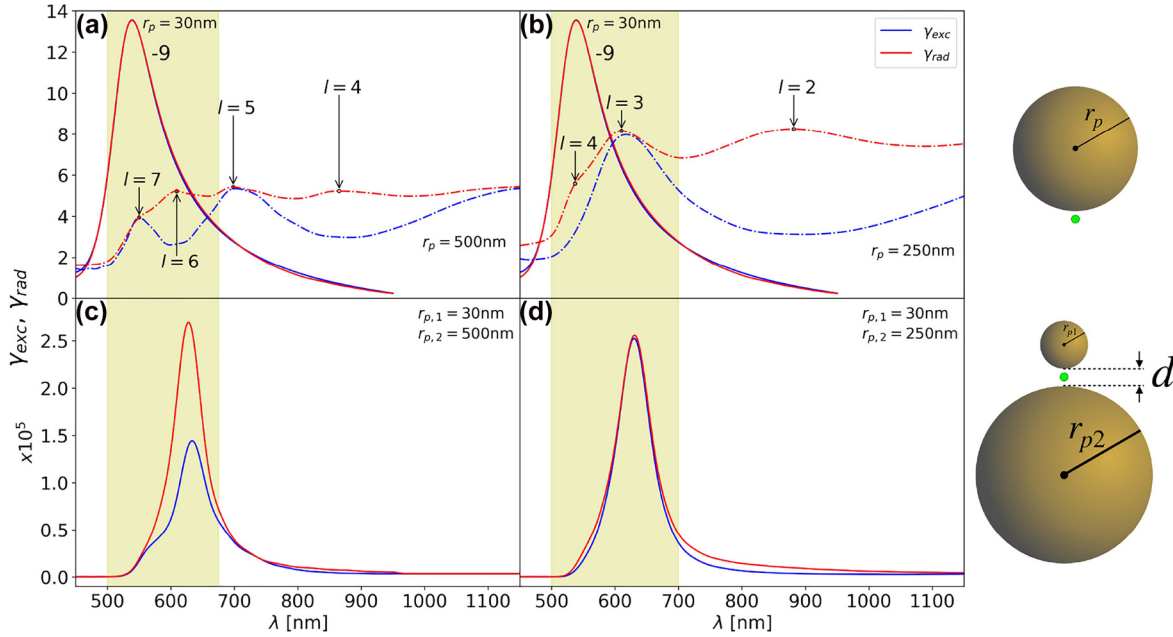 (a)
r_p = 30nm
-9
l = 7
l = 6
l = 5
l = 4
r_p = 500nm
14
12
10
8
6
4
2
0
(b)
r_p = 30nm
-9
l = 4
l = 3
l = 2
r_p = 250nm
γ_exc
γ_rad
r_p
γ_exc, γ_rad
x10^5
(c)
r_p,1 = 30nm
r_p,2 = 500nm
2.5
2.0
1.5
1.0
0.5
0
500 600 700 800 900 1000 1100
λ [nm]
(d)
r_p,1 = 30nm
r_p,2 = 250nm
500 600 700 800 900 1000 1100
λ [nm]
r_p1
d
r_p2